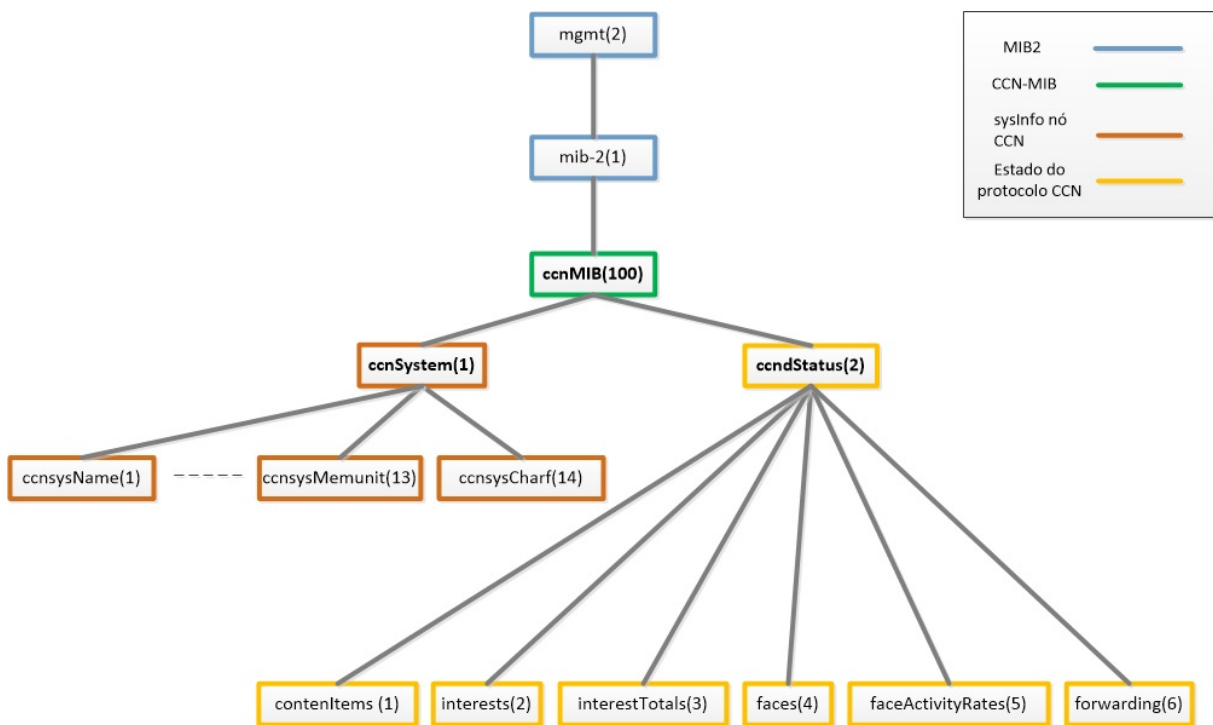 mgmt(2)
MIB2
CCN-MIB
sysInfo nó
CCN
Estado do
protocolo CCN
mib-2(1)
ccnMIB(100)
ccnSystem(1)
ccndStatus(2)
ccnsysName(1)
ccnsysMemunit(13)
ccnsysCharf(14)
contenItems (1)
interests(2)
interestTotals(3)
faces(4)
faceActivityRates(5)
forwarding(6)